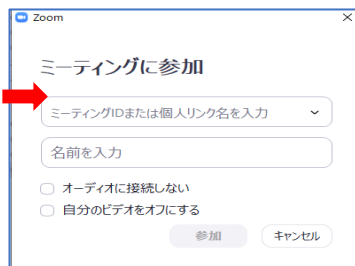 Zoom
ミーティングに参加
ミーティングIDまたは個人リンク名を入力
名前を入力
オーディオに接続しない
自分のビデオをオフにする
参加 キャンセル